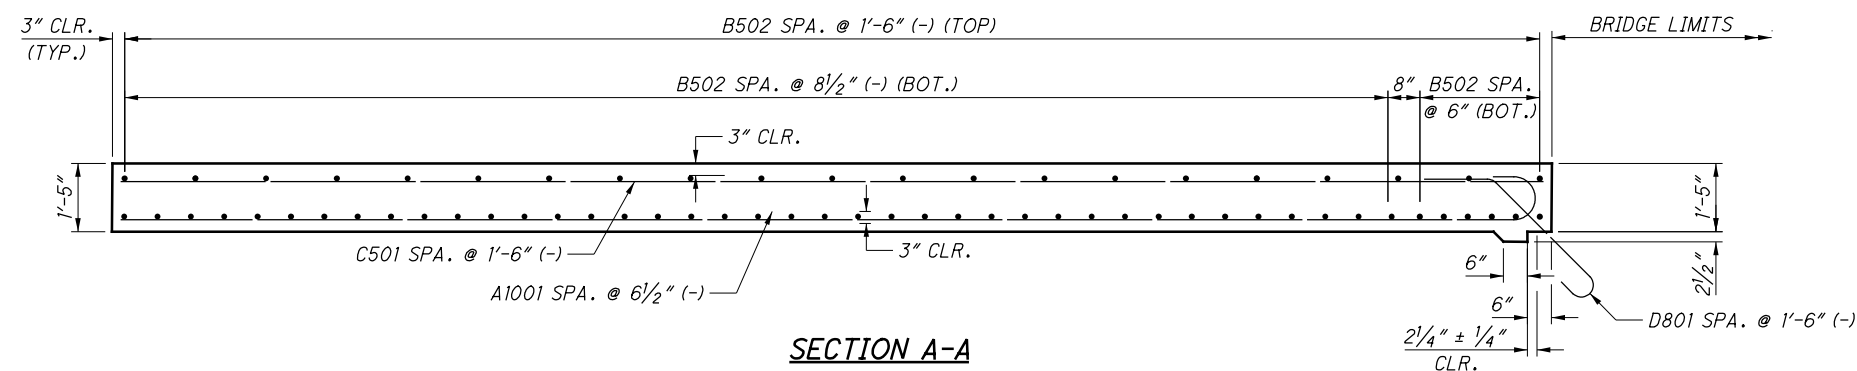 3" CLR.
(TYP.)
B502 SPA. @ 1'-6" (-) (TOP)
BRIDGE LIMITS
B502 SPA. @ 8½" (-) (BOT.)
8"
B502 SPA.
@ 6" (BOT.)
3" CLR.
1'-5"
1'-5"
C501 SPA. @ 1'-6" (-)
3" CLR.
A1001 SPA. @ 6½" (-)
6"
2½"
6"
D801 SPA. @ 1'-6" (-)
2¼" ± ¼"
CLR.
SECTION A-A